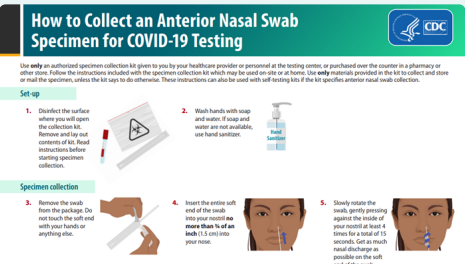 How to Collect an Anterior Nasal Swab
Specimen for COVID-19 Testing
CDC
Use only an authorized specimen collection kit given to you by your healthcare provider or personnel at the testing center, or purchased over the counter in a pharmacy or
other store. Follow the instructions included with the specimen collection kit which may be used on-site or at home. Use only materials provided in the kit to collect and store
or mail the specimen, unless the kit says to do otherwise. These instructions can also be used with self-testing kits if the kit specifies anterior nasal swab collection.
Set-up
1. Disinfect the surface
where you will open
the collection kit.
Remove and lay out
contents of kit. Read
instructions before
starting specimen
collection.
2. Wash hands with soap
and water. If soap and
water are not available,
use hand sanitizer.
Hand
Sanitizer
Specimen collection
3. Remove the swab
from the package. Do
not touch the soft end
with your hands or
anything else.
4. Insert the entire soft
end of the swab
into your nostril no
more than ¾ of an
inch (1.5 cm) into
your nose.
5. Slowly rotate the
swab, gently pressing
against the inside of
your nostril at least 4
times for a total of 15
seconds. Get as much
nasal discharge as
possible on the soft